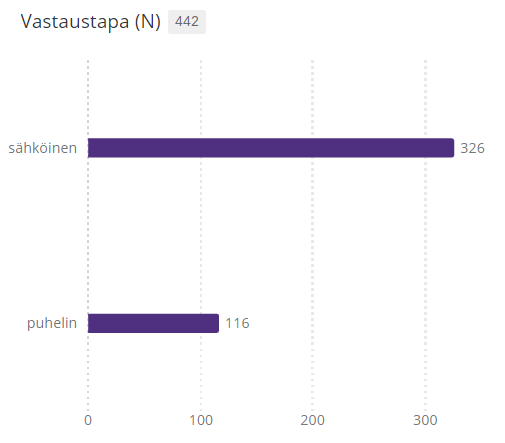 Vastaustapa (N) 442
sähköinen 326
puhelin 116
0 100 200 300